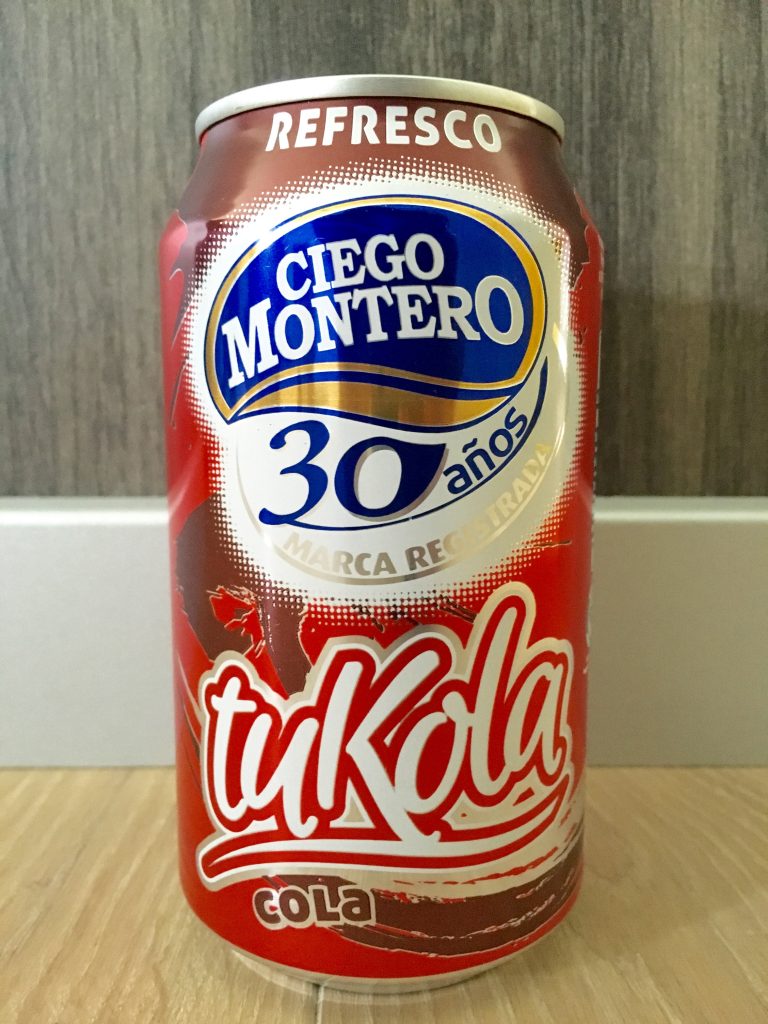 REFRESCO
CIEGO
MONTERO
30 años
MARCA REGISTRADA
tuKola
cola